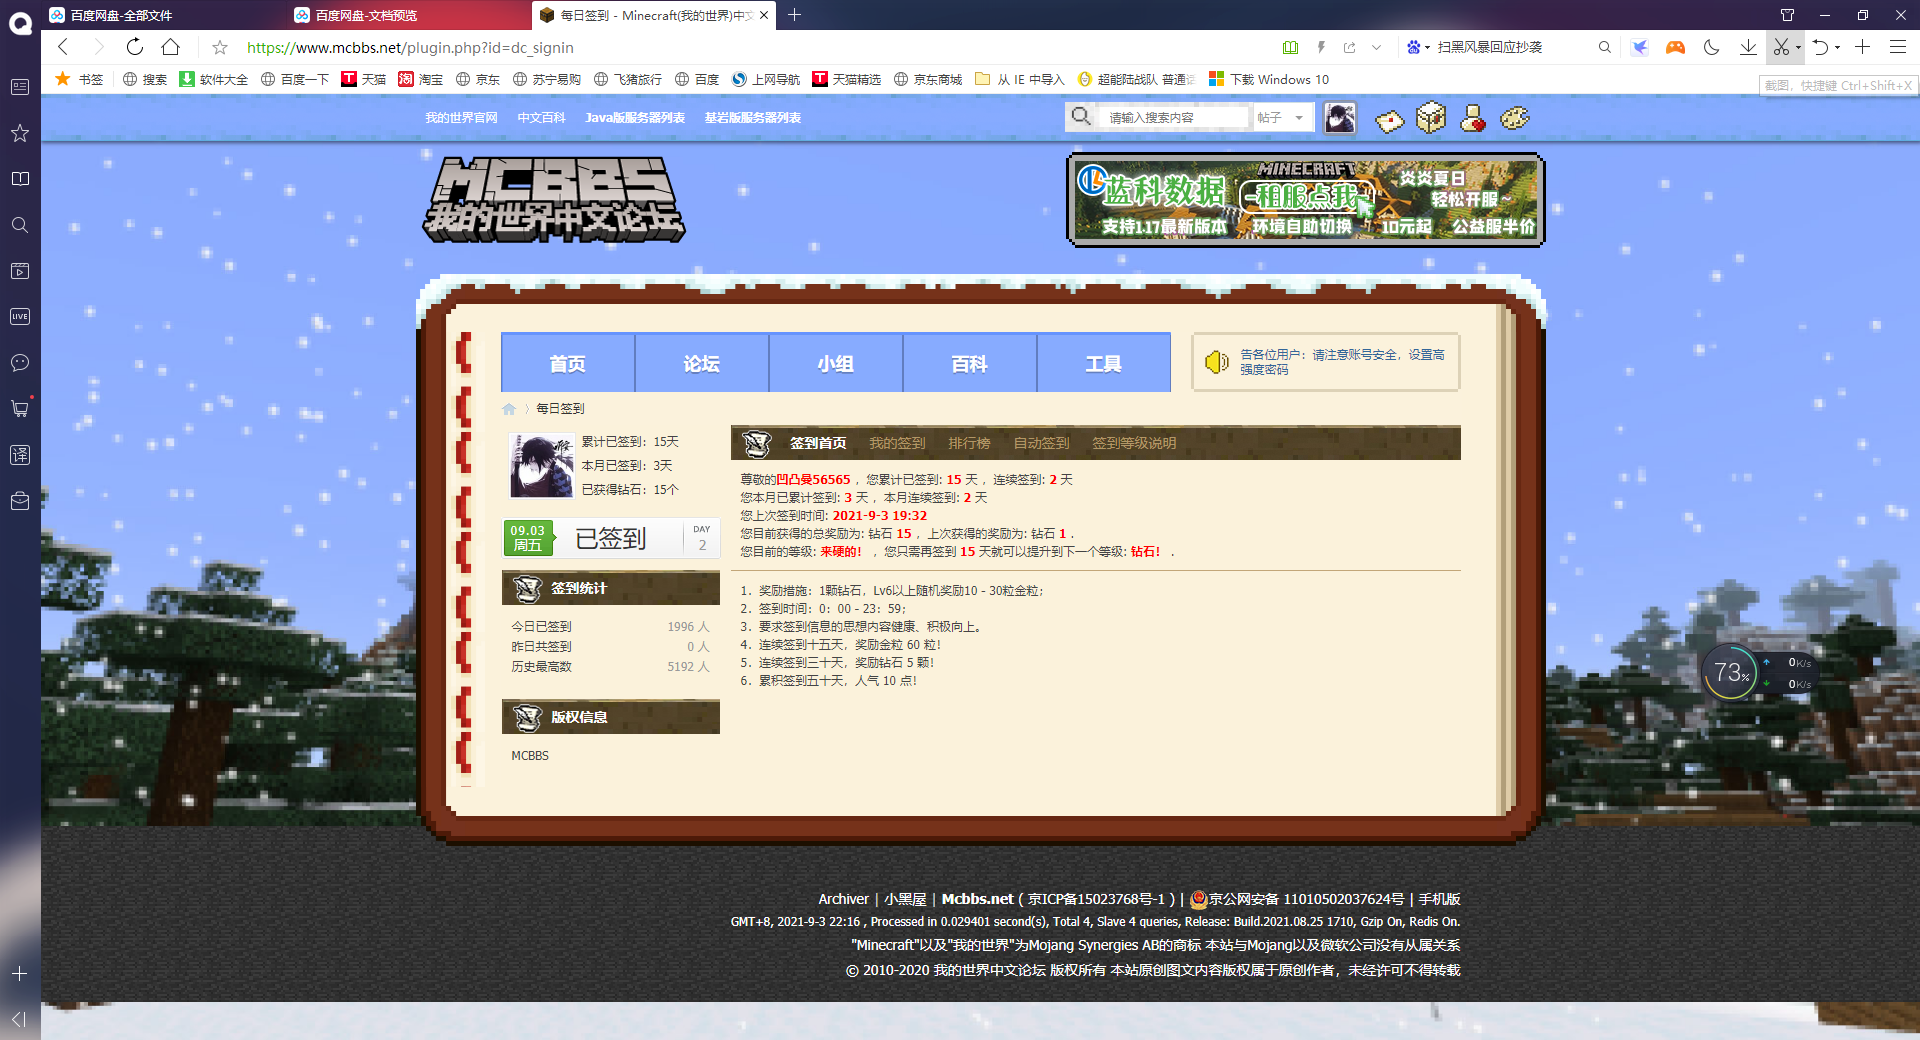 百度网盘-全部文件
百度网盘-文档预览
每日签到 - Minecraft(我的世界)中文
https://www.mcbbs.net/plugin.php?id=dc_signin
扫黑风暴回应抄袭
书签 搜索 软件大全 百度一下 天猫 淘宝 京东 苏宁易购 飞猪旅行 百度 上网导航 天猫精选 京东商城 从 IE 中导入 超能陆战队 普通话 下载 Windows 10
截图，快捷键 Ctrl+Shift+X
我的世界官网 中文百科 Java版服务器列表 基岩版服务器列表
请输入搜索内容 帖子
MCBBS
我的世界中文论坛
MINECRAFT
蓝科数据 租服点我 炎炎夏日
轻松开服~
支持1.17最新版本 环境自助切换 10元起 公益服半价
LIVE
译
首页 论坛 小组 百科 工具
告各位用户：请注意账号安全，设置高
强度密码
每日签到
累计已签到：15天
本月已签到：3天
已获得钻石：15个
09.03
周五
已签到
DAY
2
签到统计
今日已签到 1996 人
昨日共签到 0 人
历史最高数 5192 人
版权信息
MCBBS
签到首页 我的签到 排行榜 自动签到 签到等级说明
尊敬的凹凸曼56565 ，您累计已签到: 15 天 ，连续签到: 2 天
您本月已累计签到: 3 天 ，本月连续签到: 2 天
您上次签到时间: 2021-9-3 19:32
您目前获得的总奖励为: 钻石 15 ，上次获得的奖励为: 钻石 1 .
您目前的等级: 来硬的！ ，您只需再签到 15 天就可以提升到下一个等级: 钻石！ .
1. 奖励措施：1颗钻石，Lv6以上随机奖励10 - 30粒金粒；
2. 签到时间：0：00 - 23：59；
3. 要求签到信息的思想内容健康、积极向上。
4. 连续签到十五天，奖励金粒 60 粒！
5. 连续签到三十天，奖励钻石 5 颗！
6. 累积签到五十天，人气 10 点！
73%
0K/s
0K/s
Archiver | 小黑屋 | Mcbbs.net ( 京ICP备15023768号-1 ) | 京公网安备 11010502037624号 | 手机版
GMT+8, 2021-9-3 22:16 , Processed in 0.029401 second(s), Total 4, Slave 4 queries, Release: Build.2021.08.25 1710, Gzip On, Redis On.
"Minecraft"以及"我的世界"为Mojang Synergies AB的商标 本站与Mojang以及微软公司没有从属关系
© 2010-2020 我的世界中文论坛 版权所有 本站原创图文内容版权属于原创作者，未经许可不得转载